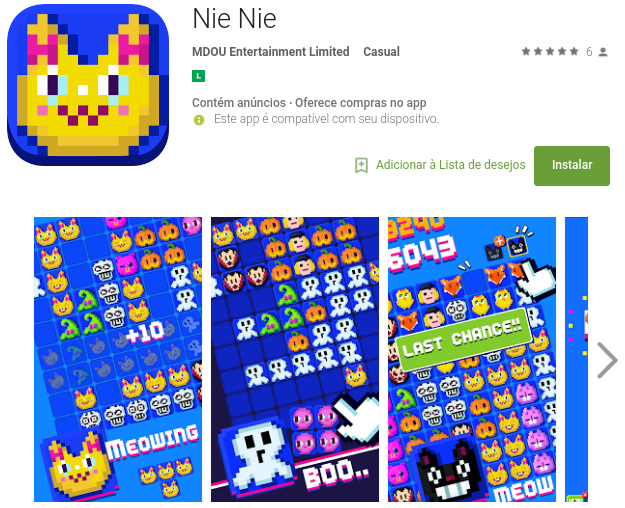 Nie Nie
MDOU Entertainment Limited Casual
6
L
Contém anúncios · Oferece compras no app
Este app é compatível com seu dispositivo.
Adicionar à Lista de desejos
Instalar
+10
MEOWING
BOO..
6043
LAST CHANCE!!
MEOW